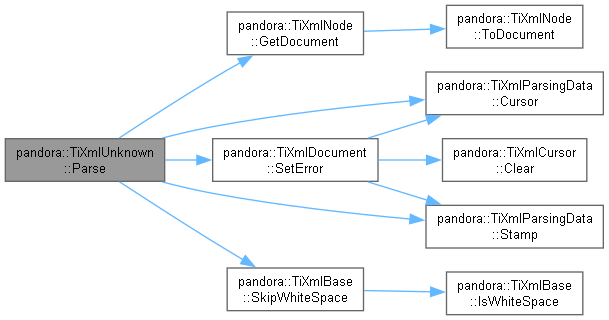 pandora::TiXmlUnknown
::Parse
pandora::TiXmlNode
::GetDocument
pandora::TiXmlNode
::ToDocument
pandora::TiXmlParsingData
::Cursor
pandora::TiXmlDocument
::SetError
pandora::TiXmlCursor
::Clear
pandora::TiXmlParsingData
::Stamp
pandora::TiXmlBase
::SkipWhiteSpace
pandora::TiXmlBase
::IsWhiteSpace